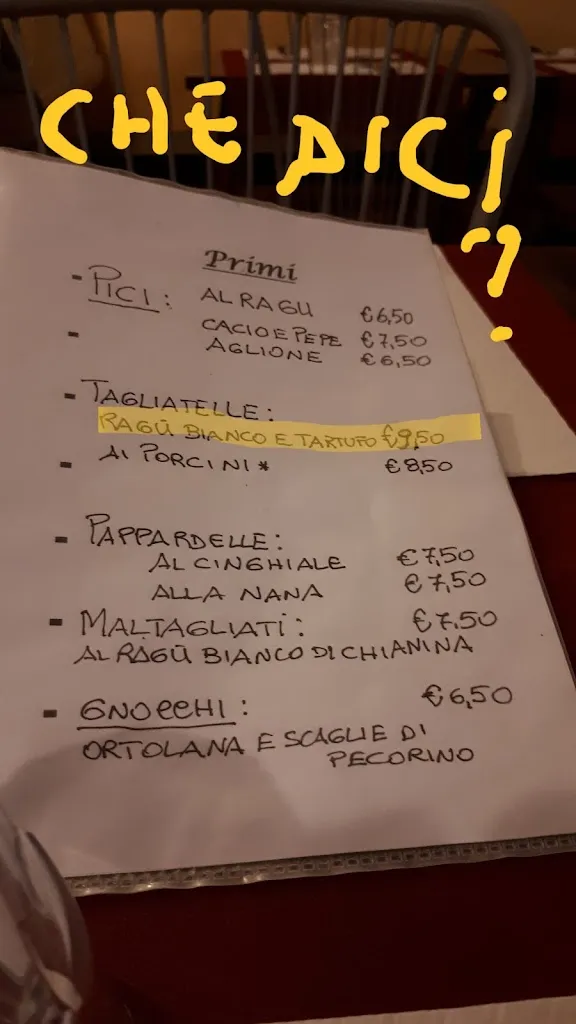 CHE DICI
?
Primi
- PICI: AL RAGU €6,50
- CACIO E PEPE €7,50
AGLIONE €6,50
- TAGLIATELLE:
RAGÙ BIANCO E TARTUFO €9,50
- AI PORCINI* €8,50
- PAPPARDELLE:
AL CINGHIALE €7,50
ALLA NANA €7,50
- MALTAGLIATI: €7.50
AL RAGÙ BIANCO DI CHIANINA
- GNOCCHI: €6,50
ORTOLANA E SCAGLIE DI
PECORINO